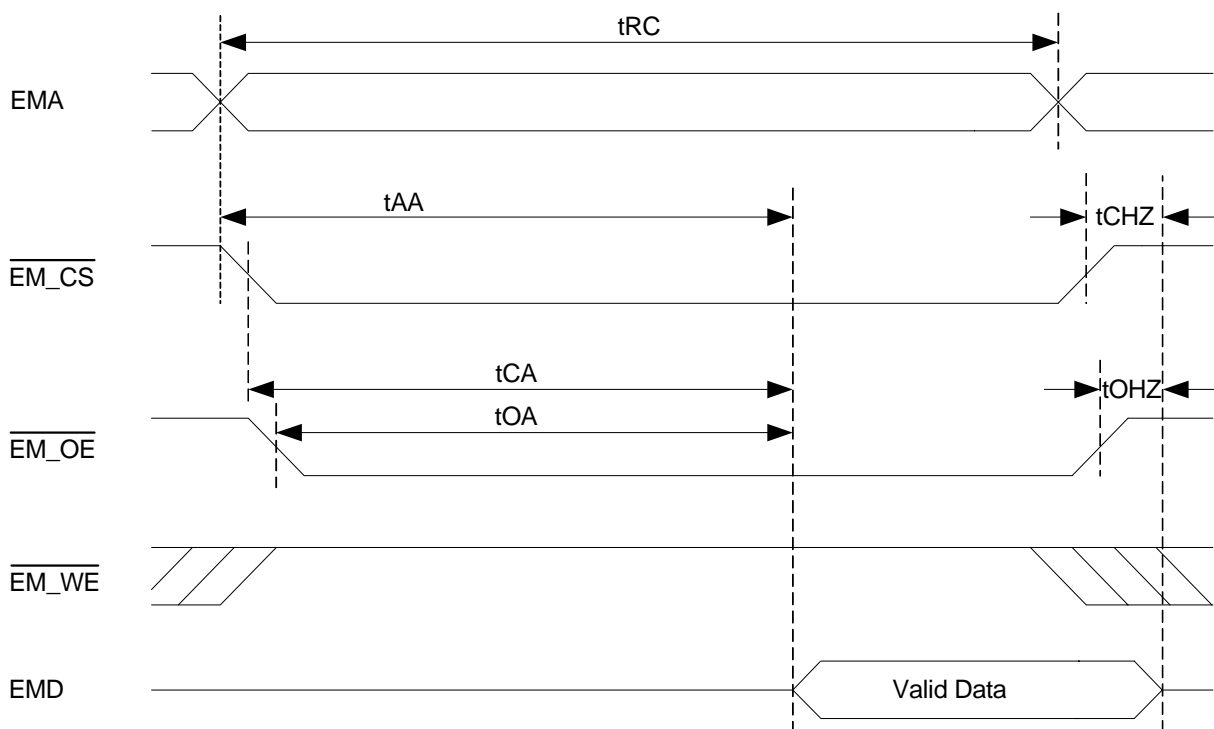 tRC
EMA
tAA
tCHZ
EM_CS
tCA
tOHZ
tOA
EM_OE
EM_WE
EMD
Valid Data